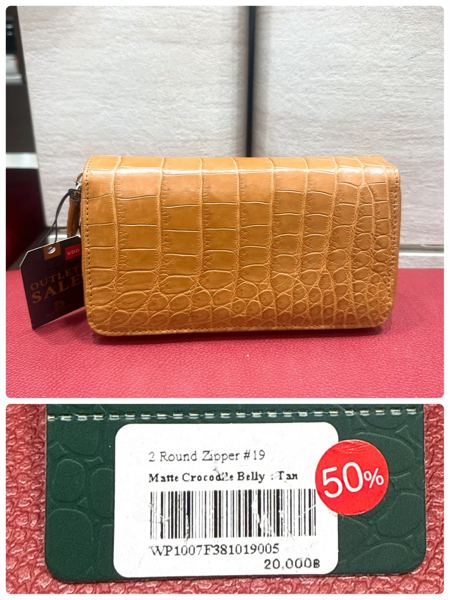 OUTLET
SALE
2 Round Zipper #19
Matte Crocodile Belly : Tan
50%
WP1007F381019005
20,000฿